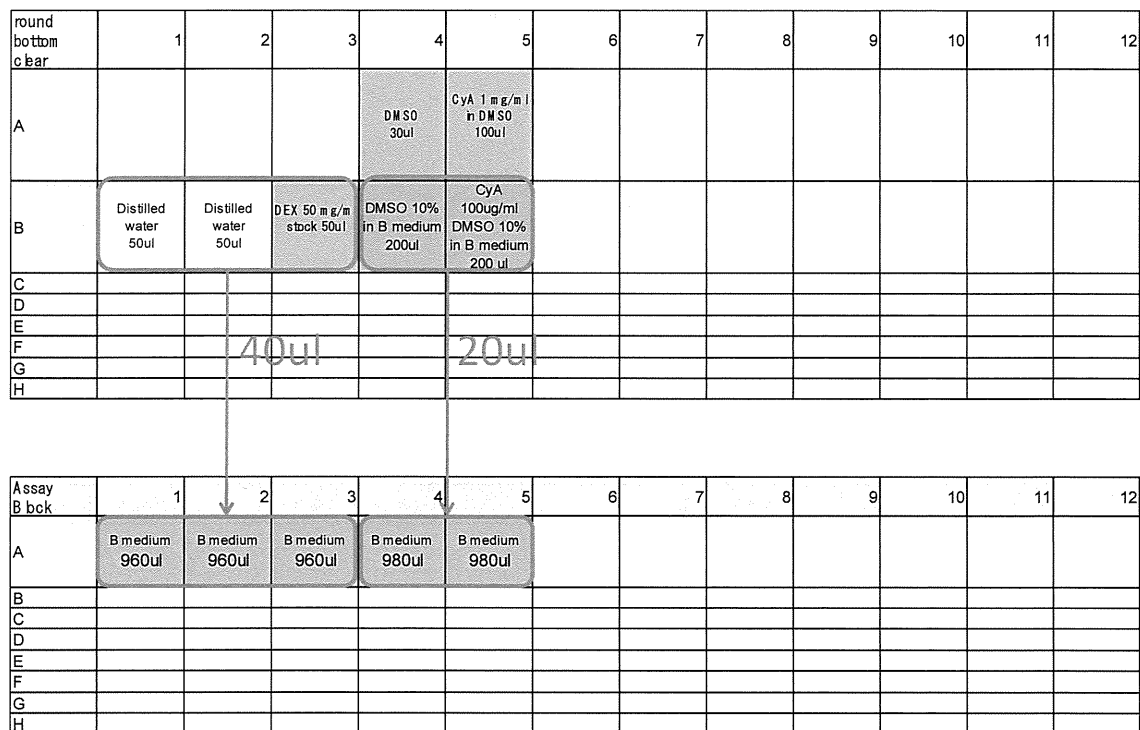 round
bottom
clear
1 2 3 4 5 6 7 8 9 10 11 12
A
DMSO
30ul
CyA 1 mg/ml
in DMSO
100ul
B
Distilled
water
50ul
Distilled
water
50ul
DEX 50 mg/m
stock 50ul
DMSO 10%
in B medium
200ul
CyA
100ug/ml
DMSO 10%
in B medium
200 ul
C
D
E
F
G
H
40ul
20ul
Assay
B bck
1 2 3 4 5 6 7 8 9 10 11 12
A
B medium
960ul
B medium
960ul
B medium
960ul
B medium
980ul
B medium
980ul
B
C
D
E
F
G
H